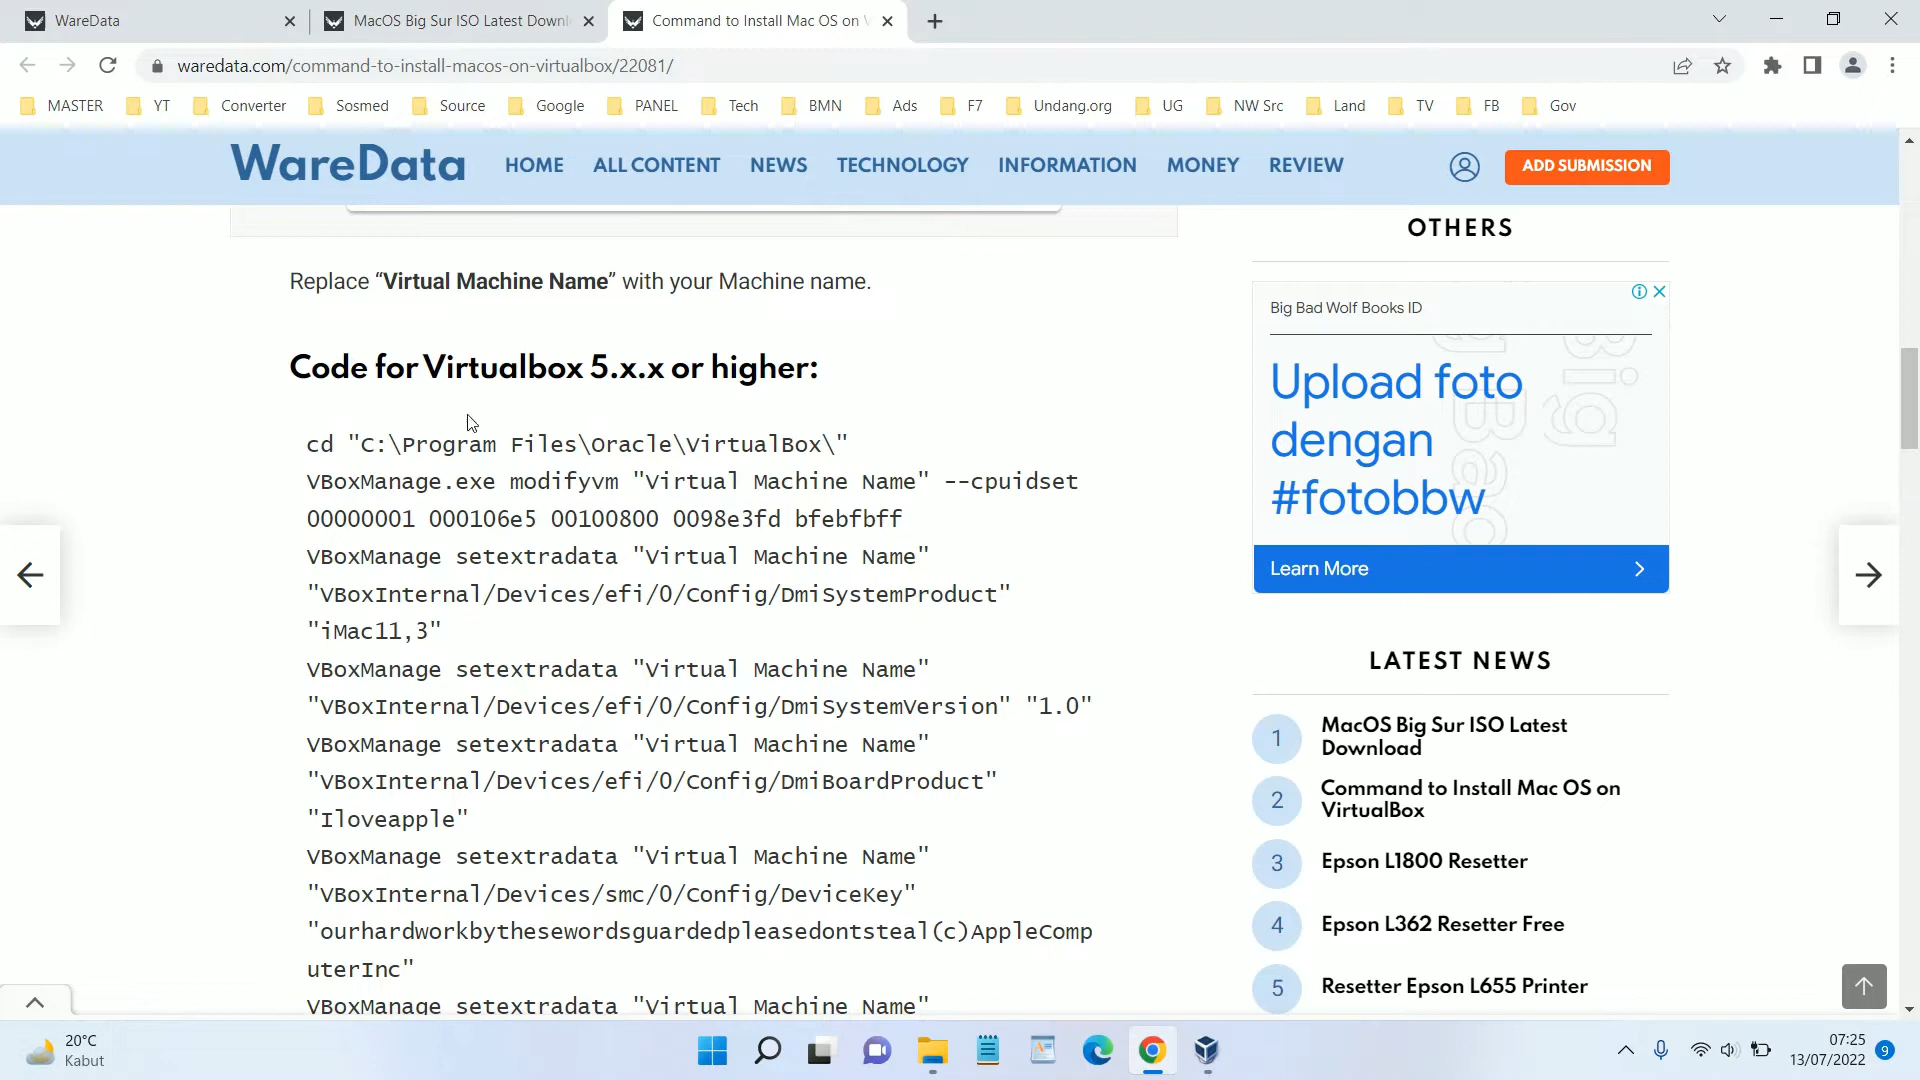 WareData
MacOS Big Sur ISO Latest Downl
Command to Install Mac OS on V
waredata.com/command-to-install-macos-on-virtualbox/22081/
MASTER YT Converter Sosmed Source Google PANEL Tech BMN Ads F7 Undang.org UG NW Src Land TV FB Gov
WareData HOME ALL CONTENT NEWS TECHNOLOGY INFORMATION MONEY REVIEW ADD SUBMISSION
Replace “Virtual Machine Name” with your Machine name.
Code for Virtualbox 5.x.x or higher:
cd "C:\Program Files\Oracle\VirtualBox\"
VBoxManage.exe modifyvm "Virtual Machine Name" --cpuidset
00000001 000106e5 00100800 0098e3fd bfebfbff
VBoxManage setextradata "Virtual Machine Name"
"VBoxInternal/Devices/efi/0/Config/DmiSystemProduct"
"iMac11,3"
VBoxManage setextradata "Virtual Machine Name"
"VBoxInternal/Devices/efi/0/Config/DmiSystemVersion" "1.0"
VBoxManage setextradata "Virtual Machine Name"
"VBoxInternal/Devices/efi/0/Config/DmiBoardProduct"
"Iloveapple"
VBoxManage setextradata "Virtual Machine Name"
"VBoxInternal/Devices/smc/0/Config/DeviceKey"
"ourhardworkbythesewordsguardedpleasedontsteal(c)AppleComp
uterInc"
VBoxManage setextradata "Virtual Machine Name"
OTHERS
Big Bad Wolf Books ID
Upload foto
dengan
#fotobbw
Learn More
LATEST NEWS
1 MacOS Big Sur ISO Latest
Download
2 Command to Install Mac OS on
VirtualBox
3 Epson L1800 Resetter
4 Epson L362 Resetter Free
5 Resetter Epson L655 Printer
20°C
Kabut
07:25
13/07/2022
9